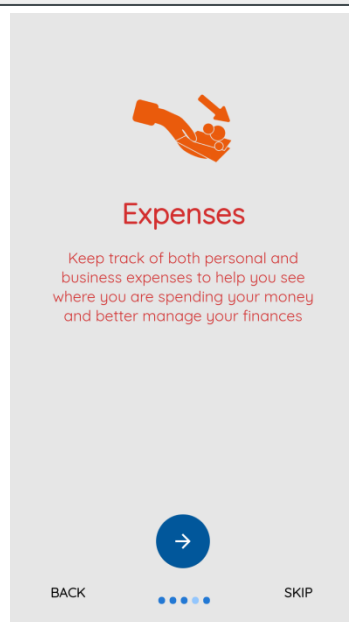 Expenses
Keep track of both personal and
business expenses to help you see
where you are spending your money
and better manage your finances
BACK
SKIP